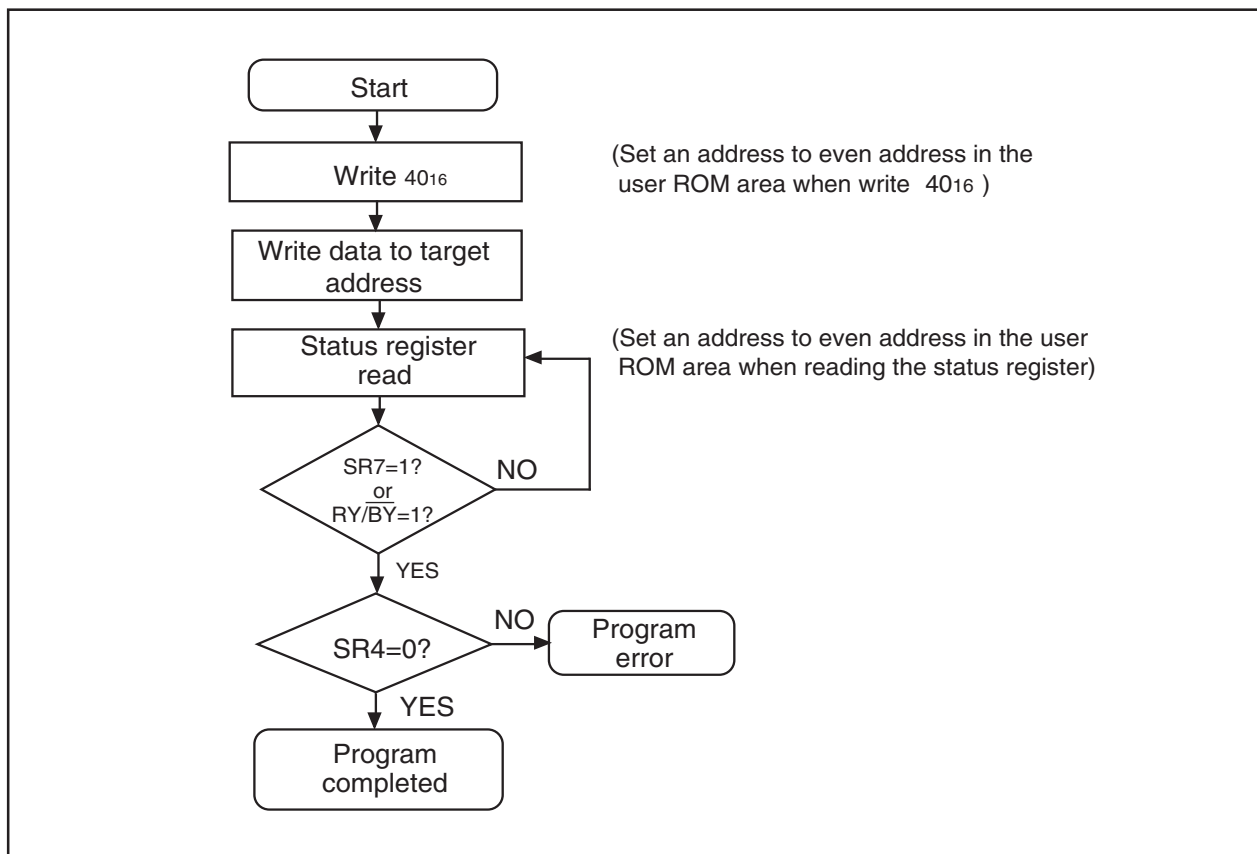 Start
Write 4016
(Set an address to even address in the
user ROM area when write 4016 )
Write data to target
address
Status register
read
(Set an address to even address in the user
ROM area when reading the status register)
SR7=1?
or
RY/B̅Y̅=1?
NO
YES
SR4=0?
NO
Program
error
YES
Program
completed